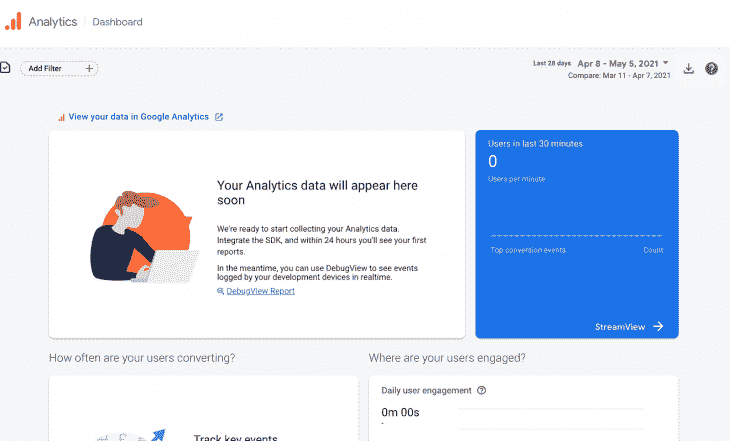 Analytics Dashboard
Add Filter +
Last 28 days Apr 8 - May 5, 2021
Compare: Mar 11 - Apr 7, 2021
View your data in Google Analytics
Your Analytics data will appear here
soon
We're ready to start collecting your Analytics data.
Integrate the SDK, and within 24 hours you'll see your first
reports.
In the meantime, you can use DebugView to see events
logged by your development devices in realtime.
DebugView Report
Users in last 30 minutes
0
Users per minute
Top conversion events Count
StreamView
How often are your users converting?
Where are your users engaged?
Track key events
Daily user engagement
0m 00s
-